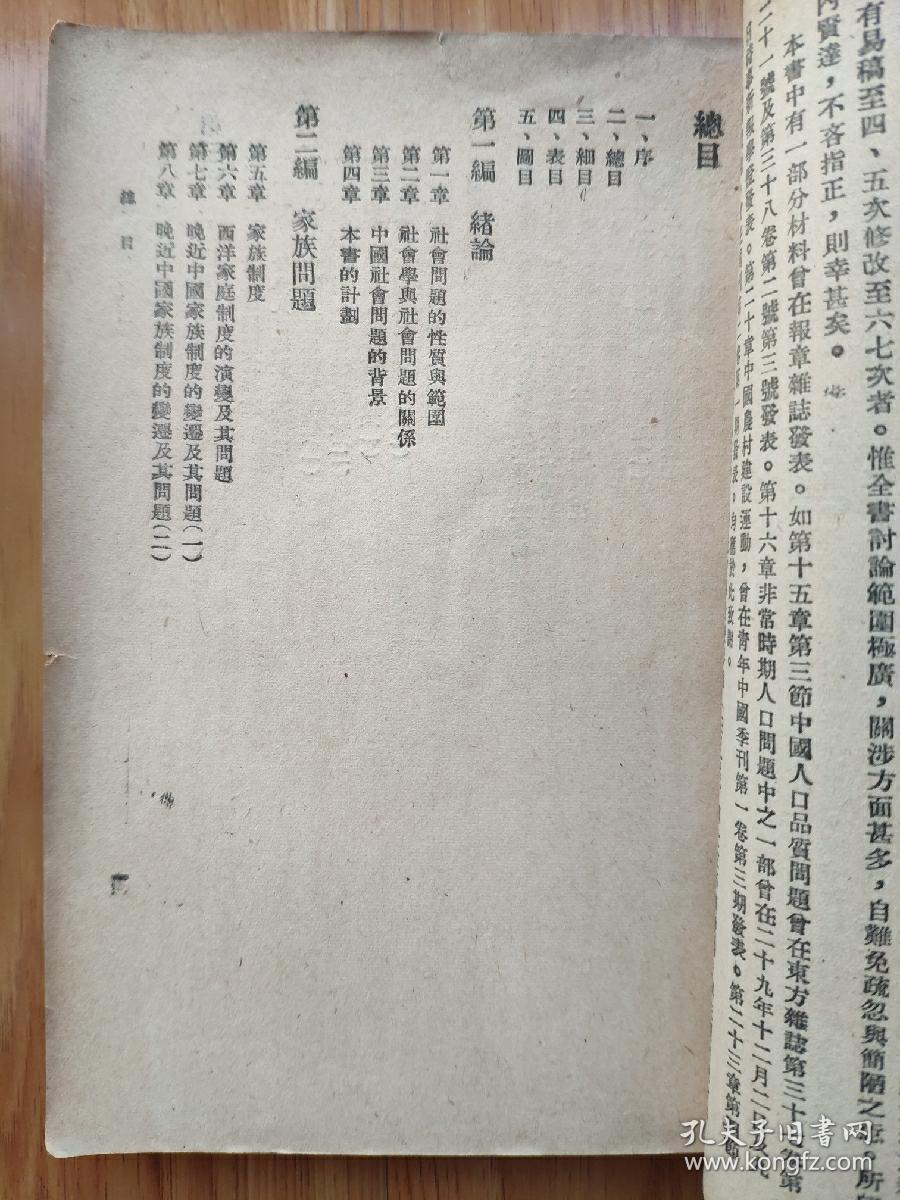 有易稿至四、五次修改至六七次者。惟全書討論範圍極廣，關涉方面甚多，自難免疏忽與簡陋之
內賢達，不吝指正，則幸甚矣。
本書中有一部分材料曾在報章雜誌發表。如第十五章第三節中國人口品質問題曾在東方雜誌第三十
二十一號及第三十八卷第二號第三號發表。第十六章非常時期人口問題中之一部曾在二十九年十二月二
發表。第二十章中國農村建設運動，曾在青年中國季刊第一卷第三期發表。第二十三章第
總目
一、序
二、總目
三、細目
四、表目
五、圖目
第一編 緒論
第一章 社會問題的性質與範圍
第二章 社會學與社會問題的關係
第三章 中國社會問題的背景
第四章 本書的計劃
第二編 家族問題
第五章 家族制度
第六章 西洋家庭制度的演變及其問題
第七章 晚近中國家族制度的變遷及其問題(一)
第八章 晚近中國家族制度的變遷及其問題(二)
總目
孔夫子旧书网